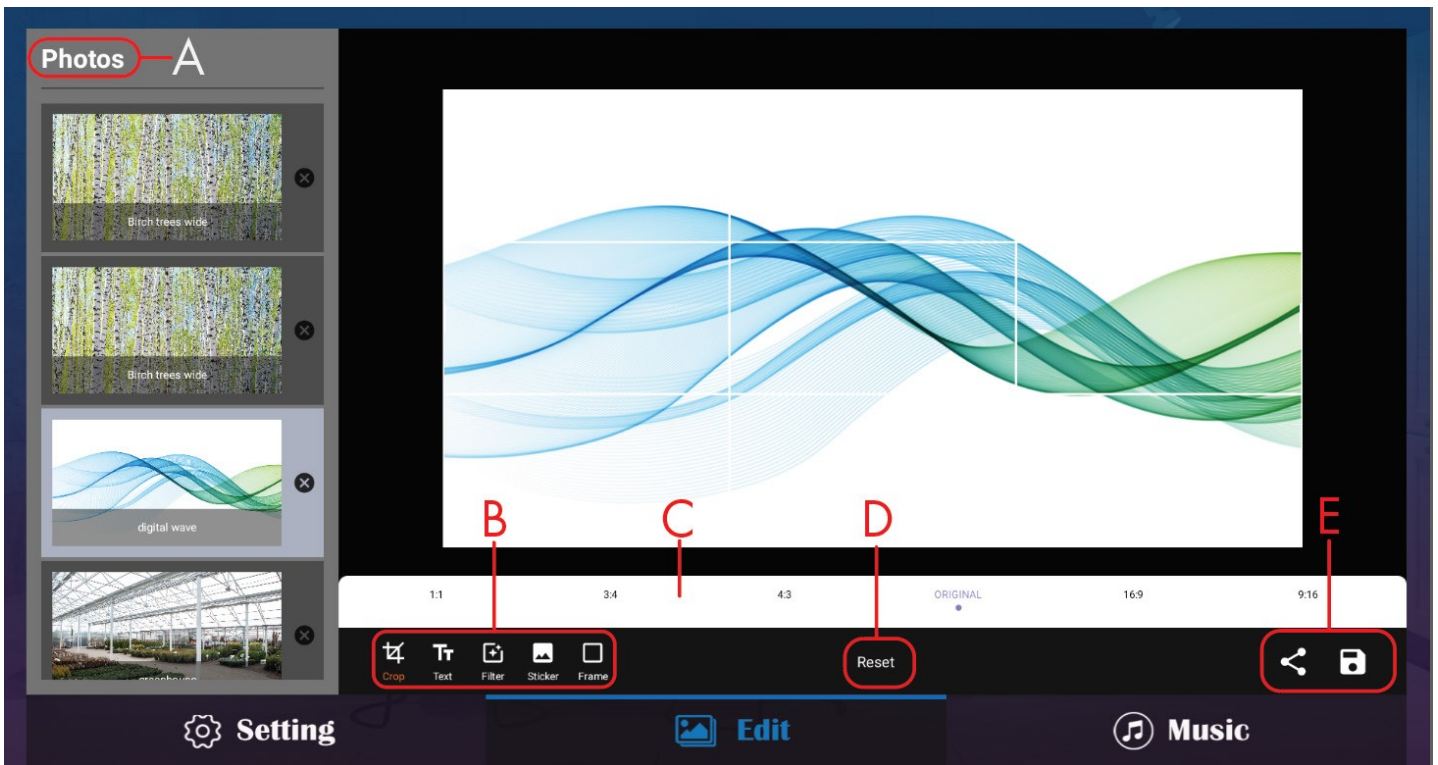 Photos
A
Birch trees wide
Birch trees wide
digital wave
greenhouse
B
C
D
E
1:1 3:4 4:3 ORIGINAL 16:9 9:16
Crop Text Filter Sticker Frame
Reset
Setting Edit Music